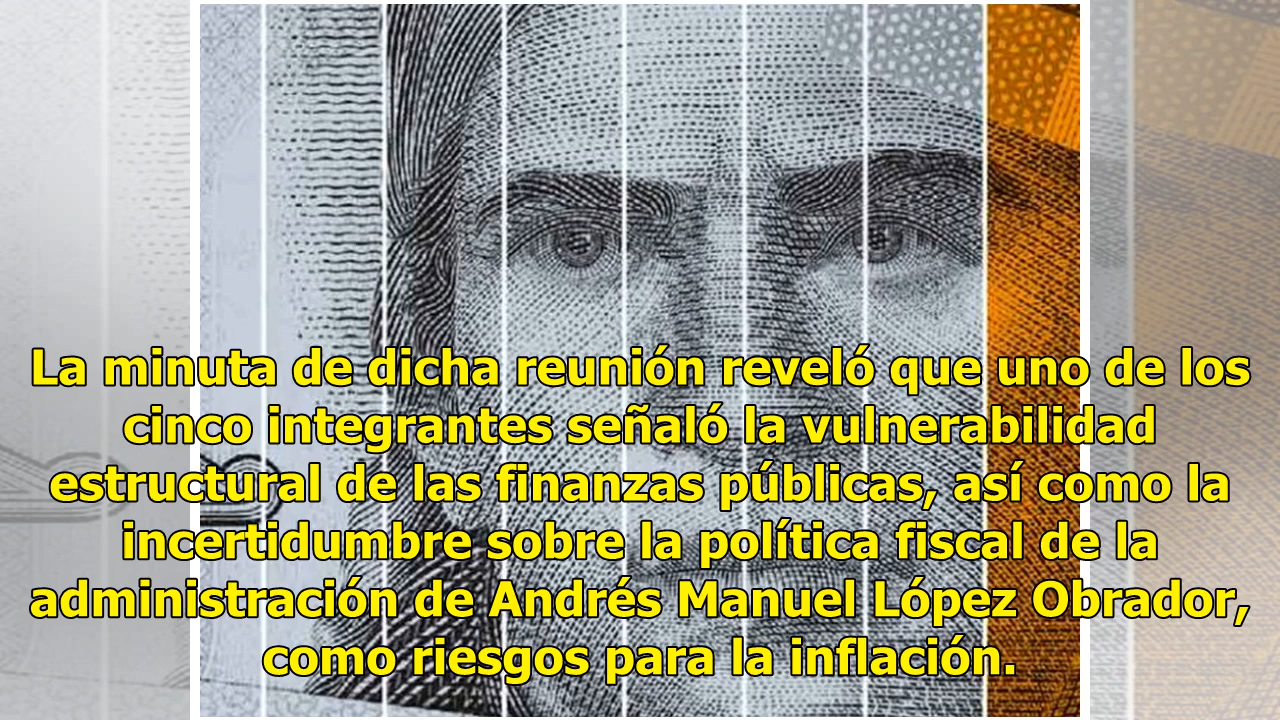 La minuta de dicha reunión reveló que uno de los
cinco integrantes señaló la vulnerabilidad
estructural de las finanzas públicas, así como la
incertidumbre sobre la política fiscal de la
administración de Andrés Manuel López Obrador,
como riesgos para la inflación.